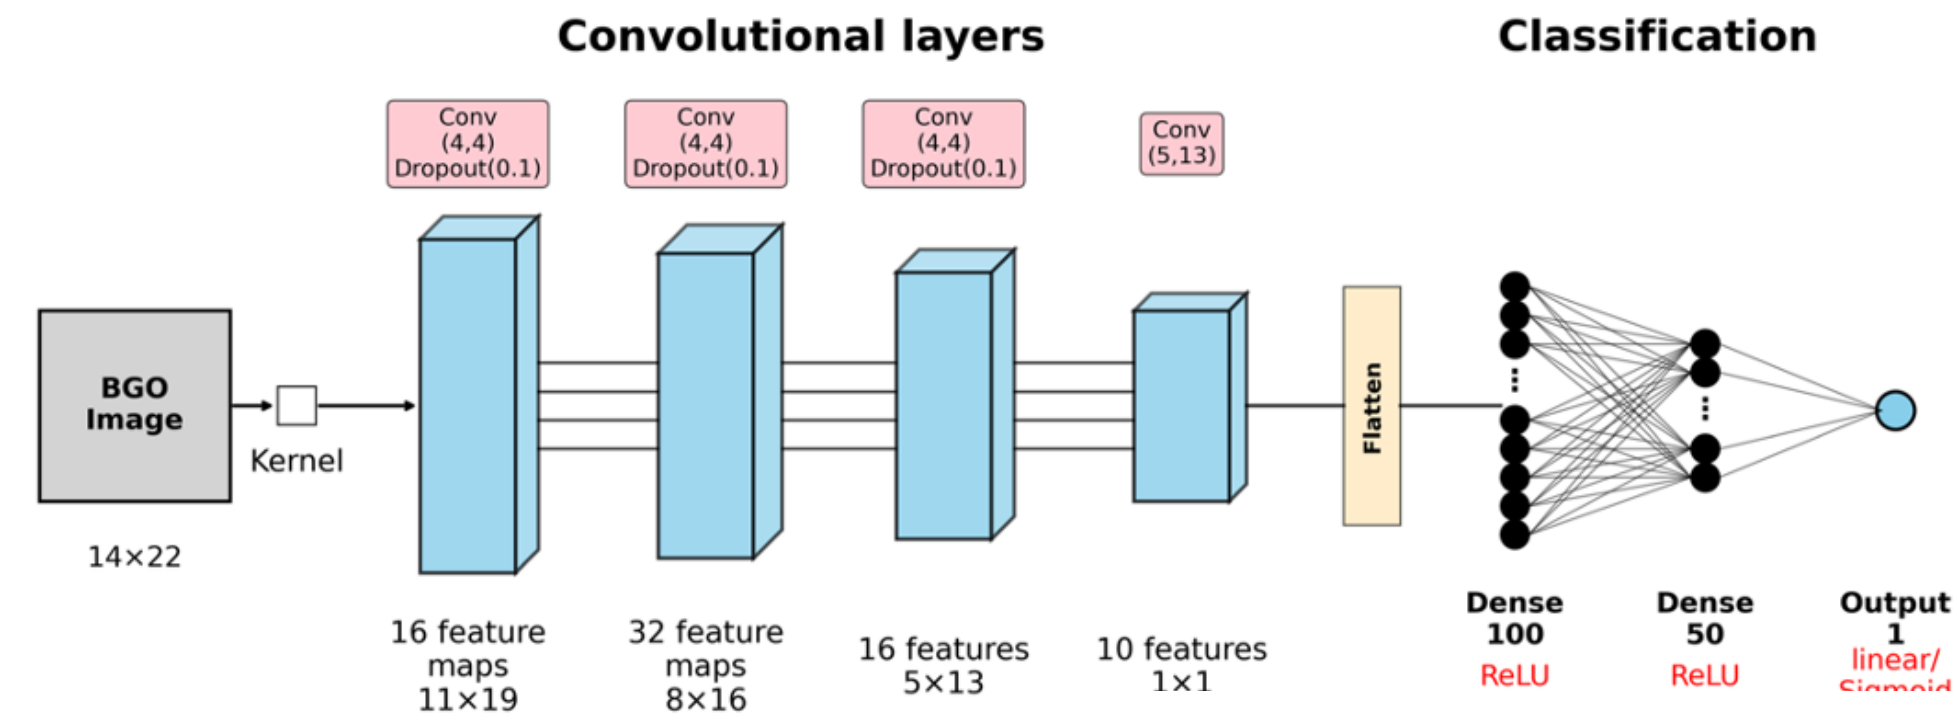 Convolutional layers
Classification
Conv
(4,4)
Dropout(0.1)
Conv
(4,4)
Dropout(0.1)
Conv
(4,4)
Dropout(0.1)
Conv
(5,13)
BGO
Image
Kernel
14×22
Flatten
16 feature
maps
11×19
32 feature
maps
8×16
16 features
5×13
10 features
1×1
Dense
100
ReLU
Dense
50
ReLU
Output
1
linear/
Sigmoid